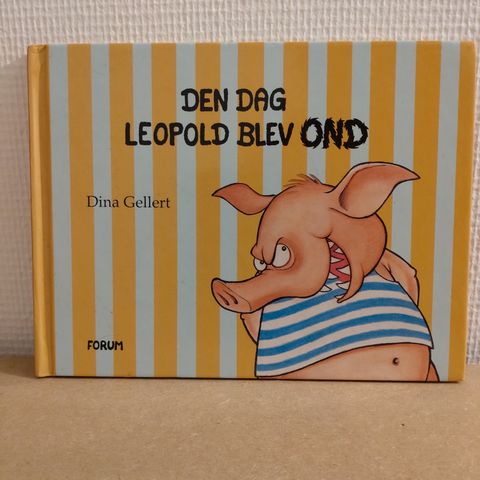 DEN DAG
LEOPOLD BLEV OND
Dina Gellert
FORUM